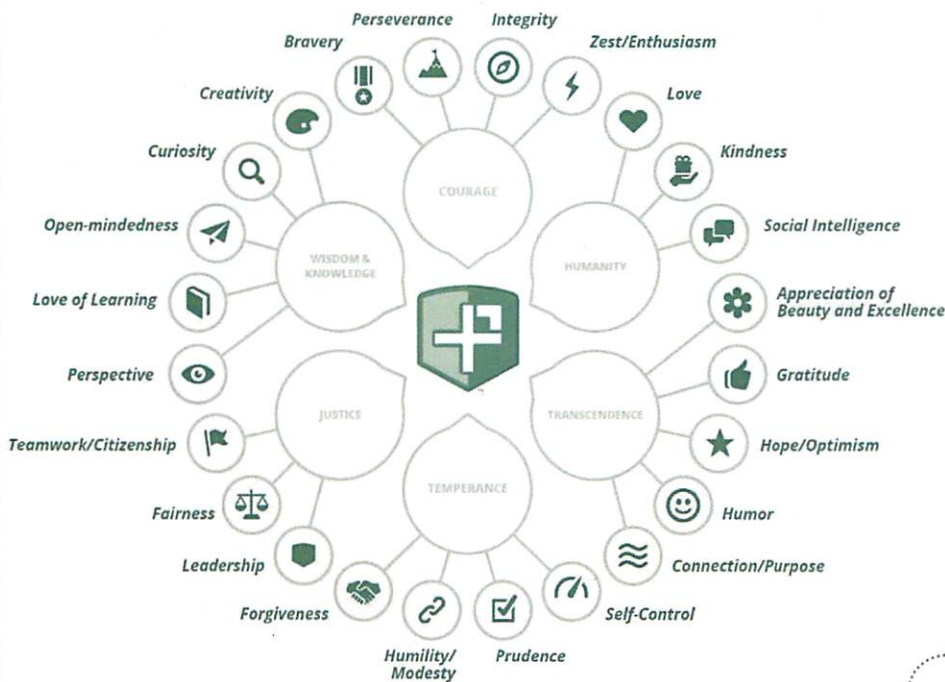 Perseverance
Integrity
Bravery
Zest/Enthusiasm
Creativity
Love
Curiosity
Kindness
COURAGE
Open-mindedness
Social Intelligence
WISDOM &
KNOWLEDGE
HUMANITY
Love of Learning
Appreciation of
Beauty and Excellence
Perspective
Gratitude
JUSTICE
TRANSCENDENCE
Teamwork/Citizenship
Hope/Optimism
TEMPERANCE
Fairness
Humor
Leadership
Connection/Purpose
Forgiveness
Self-Control
Humility/
Modesty
Prudence